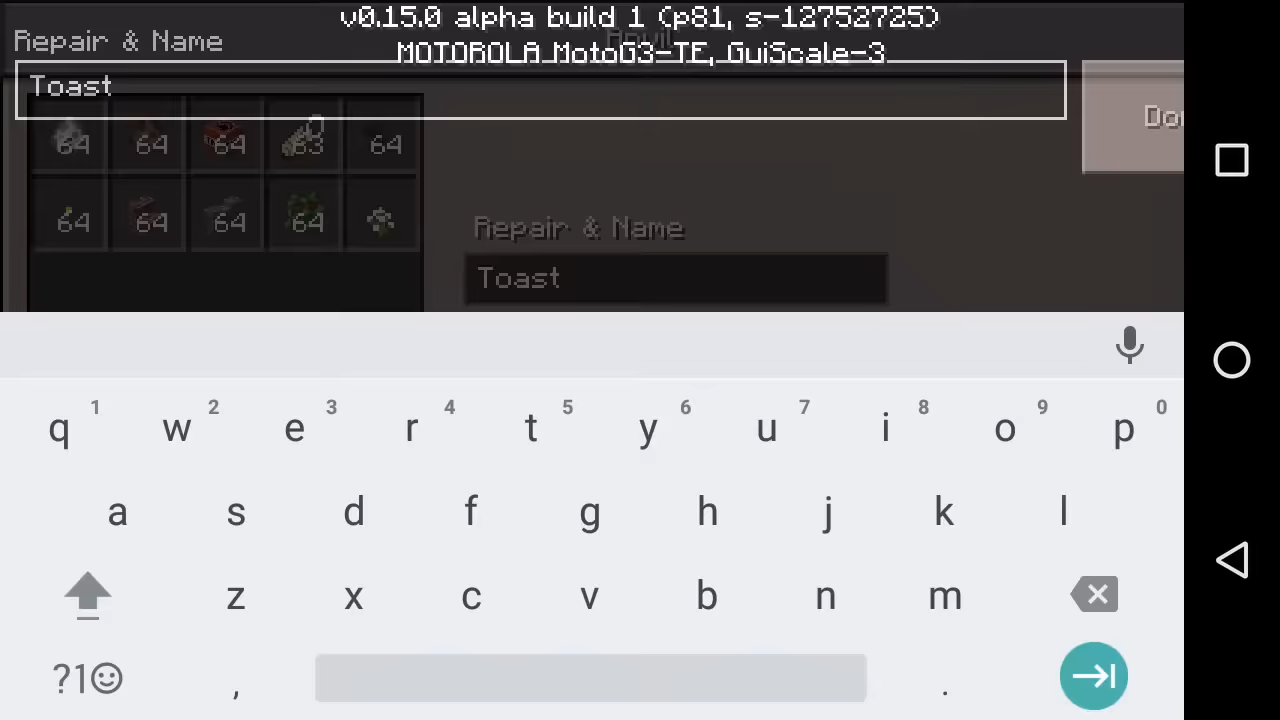 v0.15.0 alpha build 1 (p81, s-12752725)
Repair & Name
Anvil
MOTOROLA MotoG3-TE, GuiScale-3
Toast
Do
64 64 64 63 64
64 64 64 64
Repair & Name
Toast
q 1 w 2 e 3 r 4 t 5 y 6 u 7 i 8 o 9 p 0
a s d f g h j k l
z x c v b n m
?1 , .